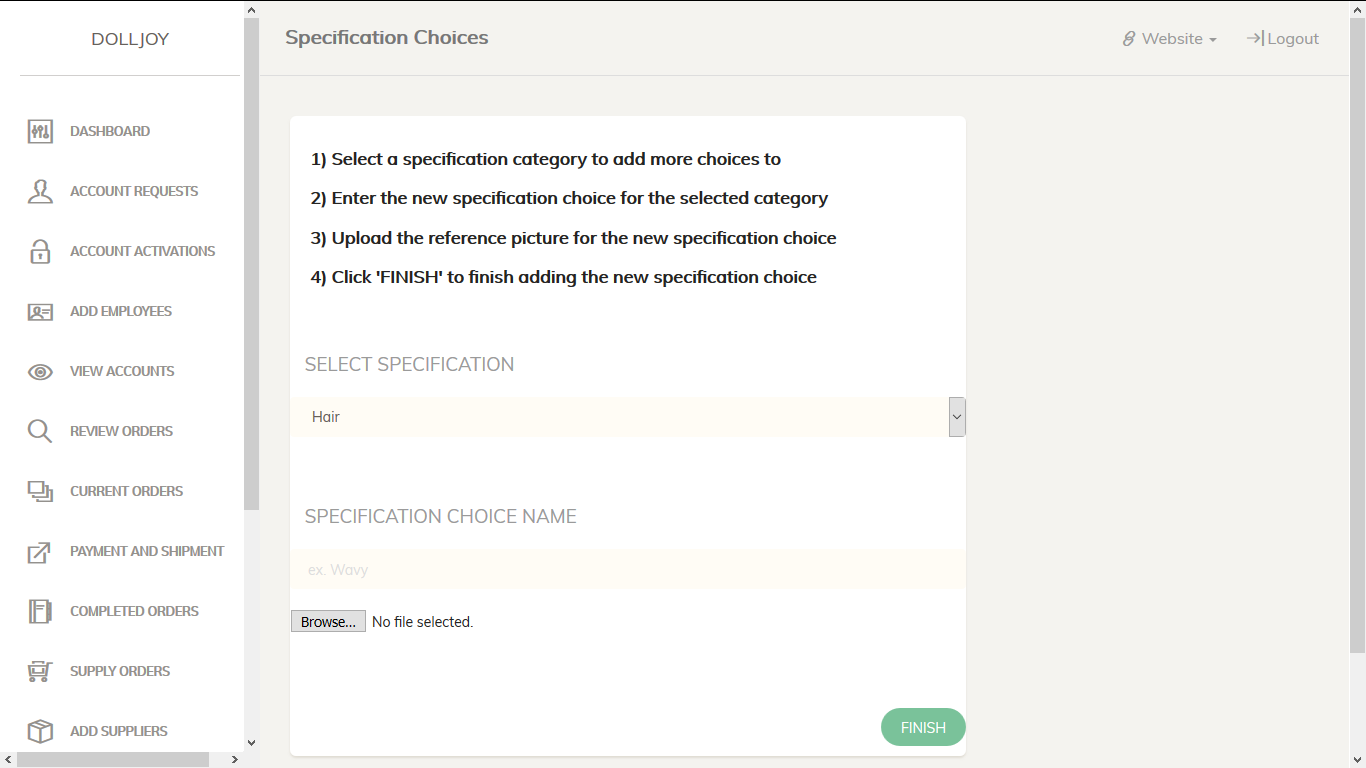 DOLLJOY
DASHBOARD
ACCOUNT REQUESTS
ACCOUNT ACTIVATIONS
ADD EMPLOYEES
VIEW ACCOUNTS
REVIEW ORDERS
CURRENT ORDERS
PAYMENT AND SHIPMENT
COMPLETED ORDERS
SUPPLY ORDERS
ADD SUPPLIERS
Specification Choices
Website
Logout
1) Select a specification category to add more choices to
2) Enter the new specification choice for the selected category
3) Upload the reference picture for the new specification choice
4) Click 'FINISH' to finish adding the new specification choice
SELECT SPECIFICATION
Hair
SPECIFICATION CHOICE NAME
ex. Wavy
Browse... No file selected.
FINISH